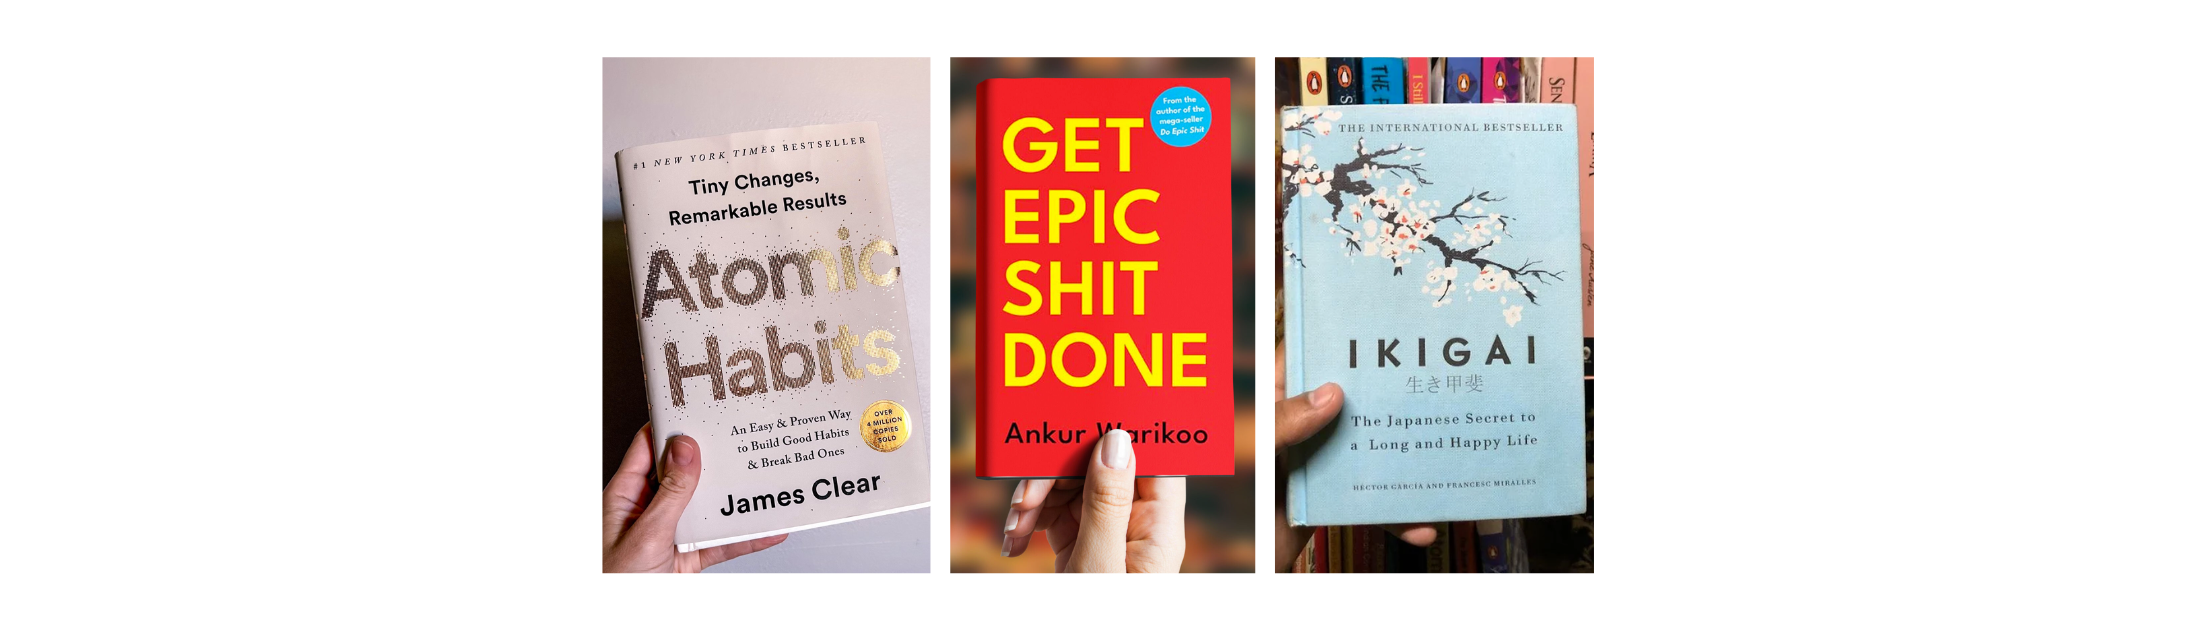 #1 NEW YORK TIMES BESTSELLER
Tiny Changes,
Remarkable Results
Atomic
Habits
An Easy & Proven Way
to Build Good Habits
& Break Bad Ones
OVER
4 MILLION
COPIES
SOLD
James Clear
From the
author of the
mega-seller
Do Epic Shit
GET
EPIC
SHIT
DONE
Ankur Warikoo
THE INTERNATIONAL BESTSELLER
IKIGAI
生き甲斐
The Japanese Secret to
a Long and Happy Life
HÉCTOR GARCÍA AND FRANCESC MIRALLES
THE
I Still
SEN